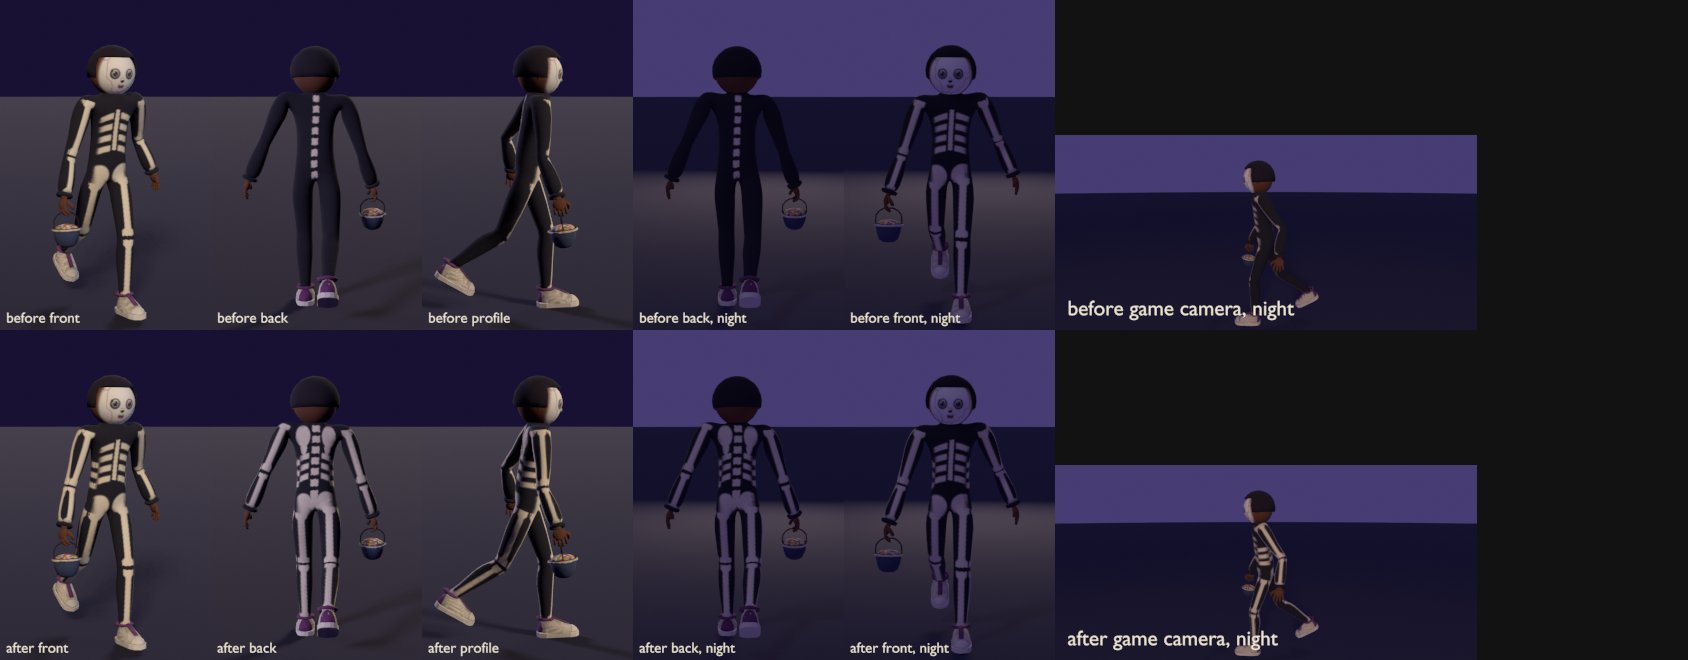 before front
before back
before profile
before back, night
before front, night
before game camera, night
after front
after back
after profile
after back, night
after front, night
after game camera, night